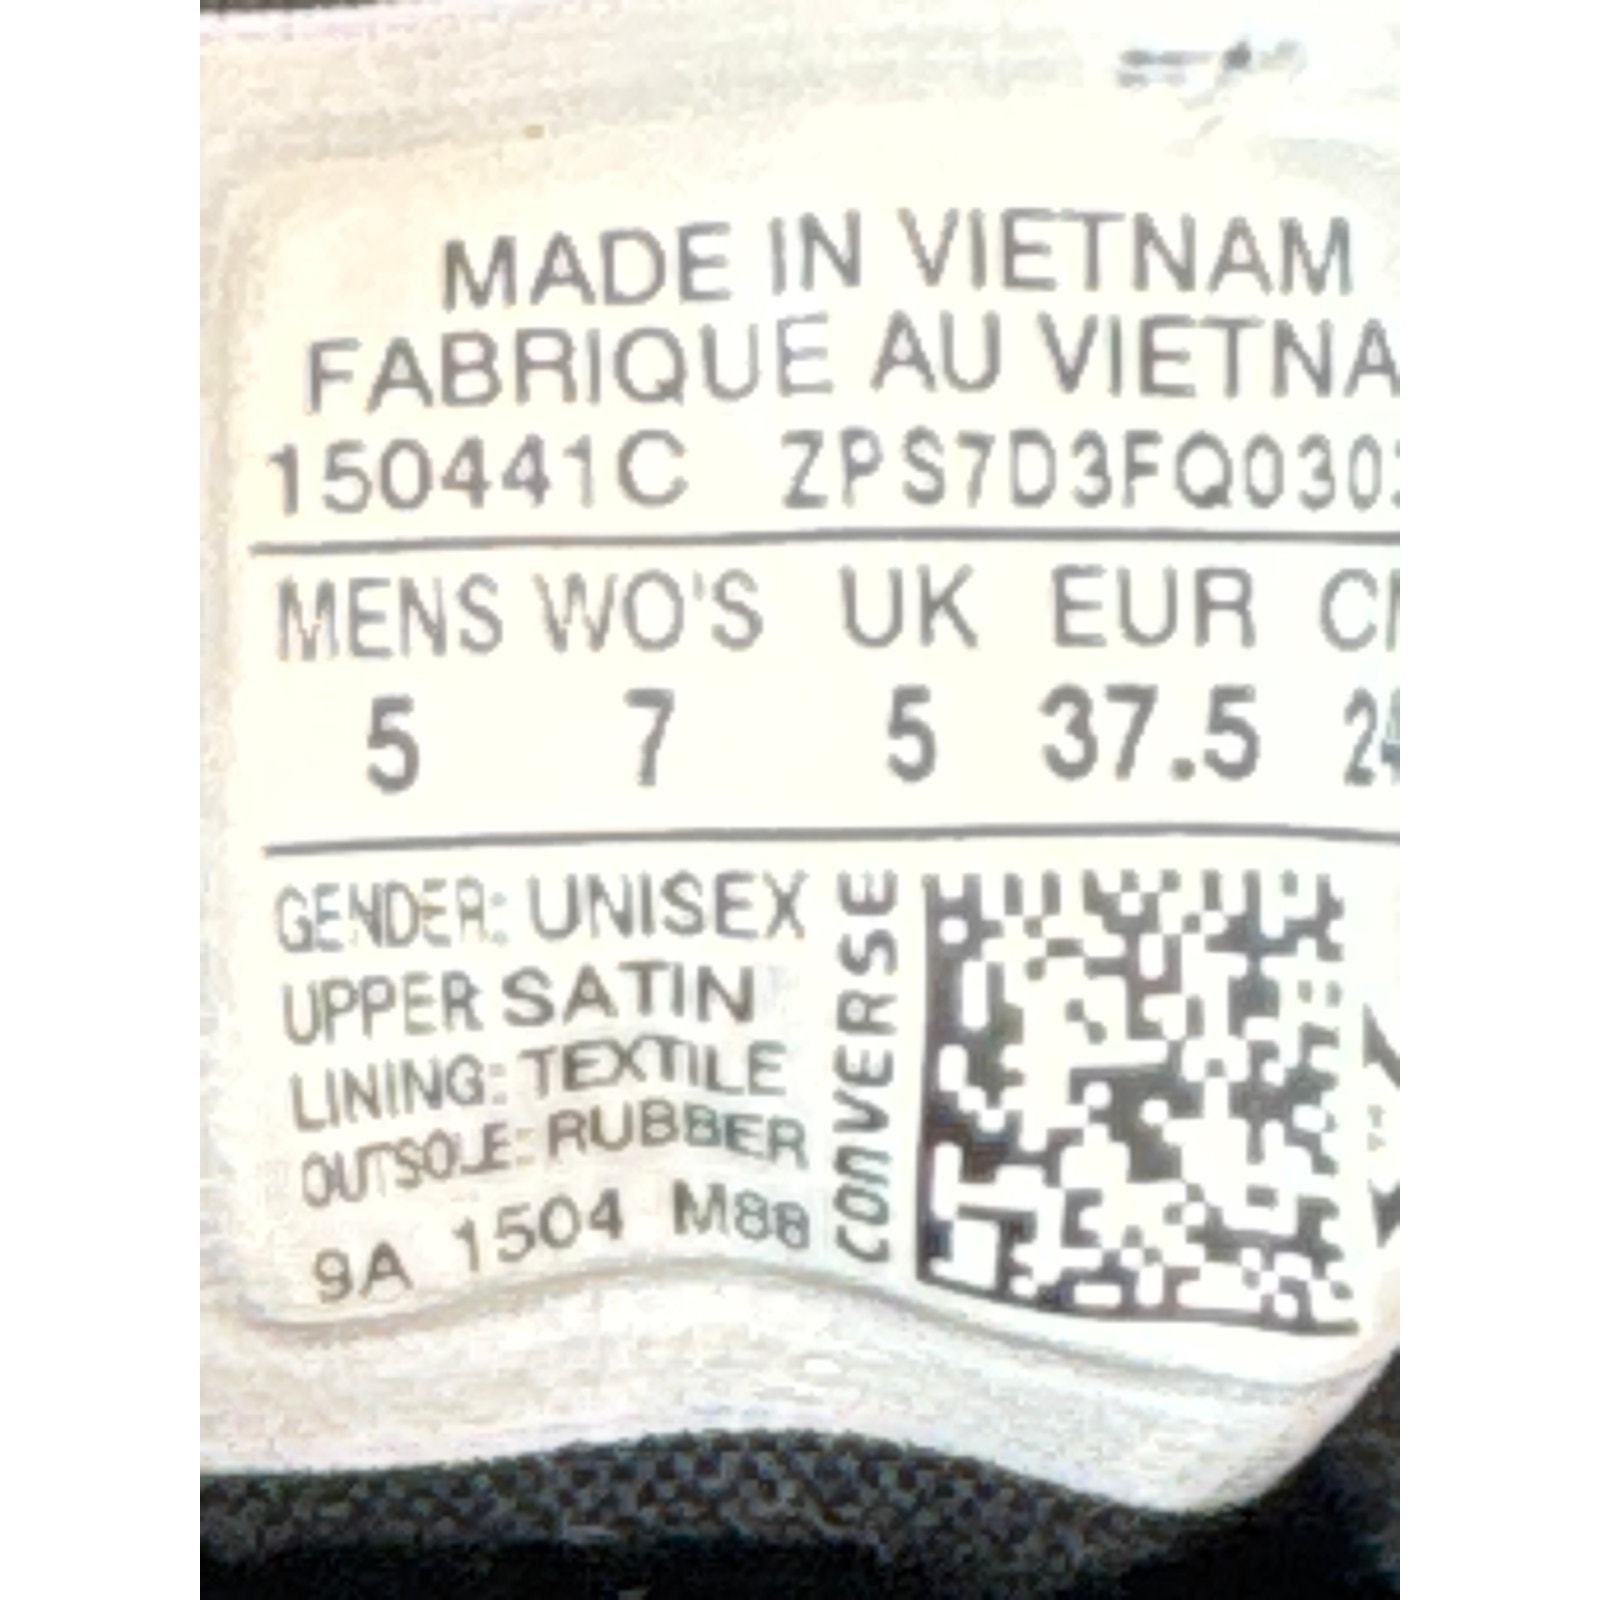 MADE IN VIETNAM
FABRIQUE AU VIETNA
150441C ZPS7D3FQ030
MENS WO'S UK EUR C
5 7 5 37.5 2
GENDER: UNISEX
UPPER SATIN
LINING: TEXTILE
OUTSOLE: RUBBER
9A 1504 M88
CONVERSE